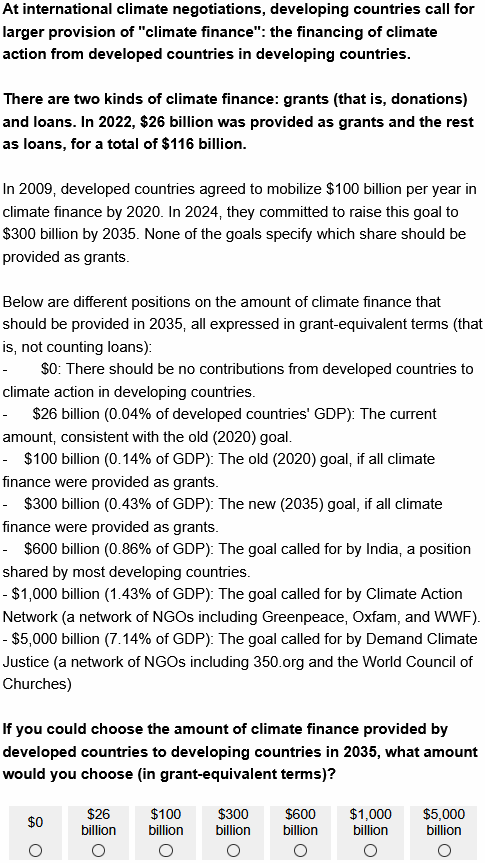 At international climate negotiations, developing countries call for
larger provision of "climate finance": the financing of climate
action from developed countries in developing countries.
There are two kinds of climate finance: grants (that is, donations)
and loans. In 2022, $26 billion was provided as grants and the rest
as loans, for a total of $116 billion.
In 2009, developed countries agreed to mobilize $100 billion per year in
climate finance by 2020. In 2024, they committed to raise this goal to
$300 billion by 2035. None of the goals specify which share should be
provided as grants.
Below are different positions on the amount of climate finance that
should be provided in 2035, all expressed in grant-equivalent terms (that
is, not counting loans):
- $0: There should be no contributions from developed countries to
climate action in developing countries.
- $26 billion (0.04% of developed countries' GDP): The current
amount, consistent with the old (2020) goal.
- $100 billion (0.14% of GDP): The old (2020) goal, if all climate
finance were provided as grants.
- $300 billion (0.43% of GDP): The new (2035) goal, if all climate
finance were provided as grants.
- $600 billion (0.86% of GDP): The goal called for by India, a position
shared by most developing countries.
- $1,000 billion (1.43% of GDP): The goal called for by Climate Action
Network (a network of NGOs including Greenpeace, Oxfam, and WWF).
- $5,000 billion (7.14% of GDP): The goal called for by Demand Climate
Justice (a network of NGOs including 350.org and the World Council of
Churches)
If you could choose the amount of climate finance provided by
developed countries to developing countries in 2035, what amount
would you choose (in grant-equivalent terms)?
$0 $26 billion $100 billion $300 billion $600 billion $1,000 billion $5,000 billion